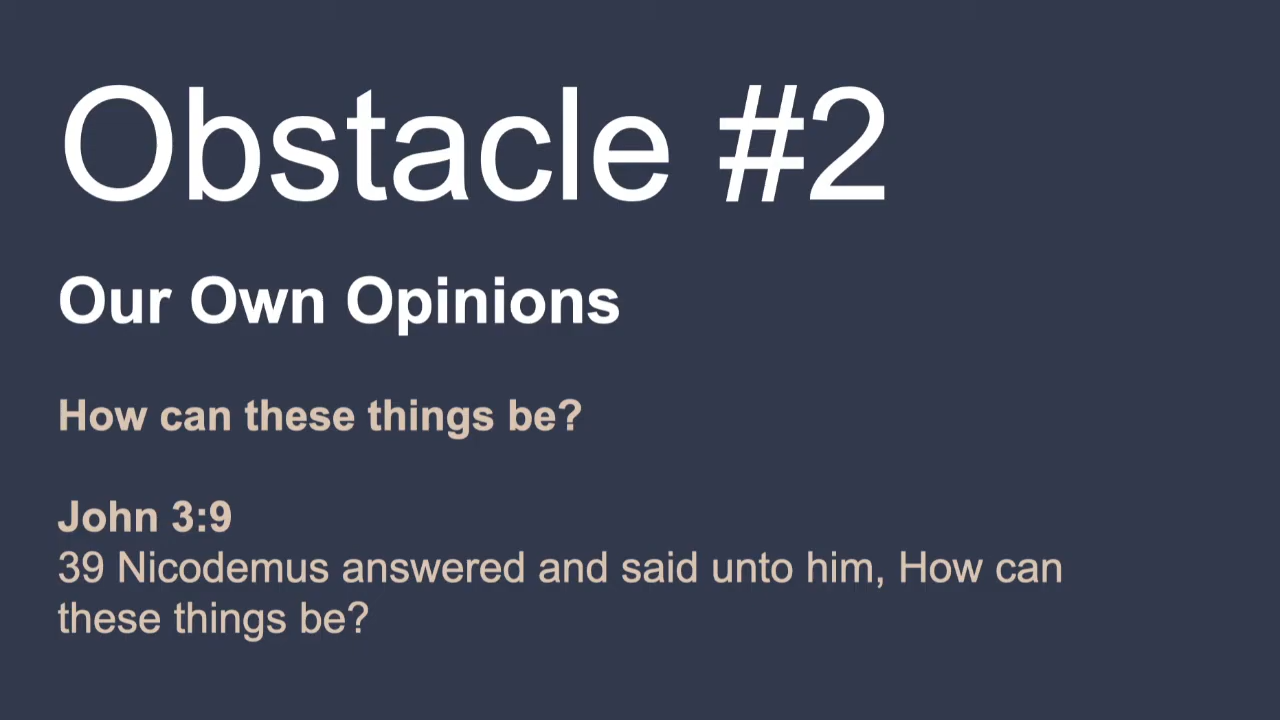 Obstacle #2
Our Own Opinions
How can these things be?
John 3:9
39 Nicodemus answered and said unto him, How can
these things be?